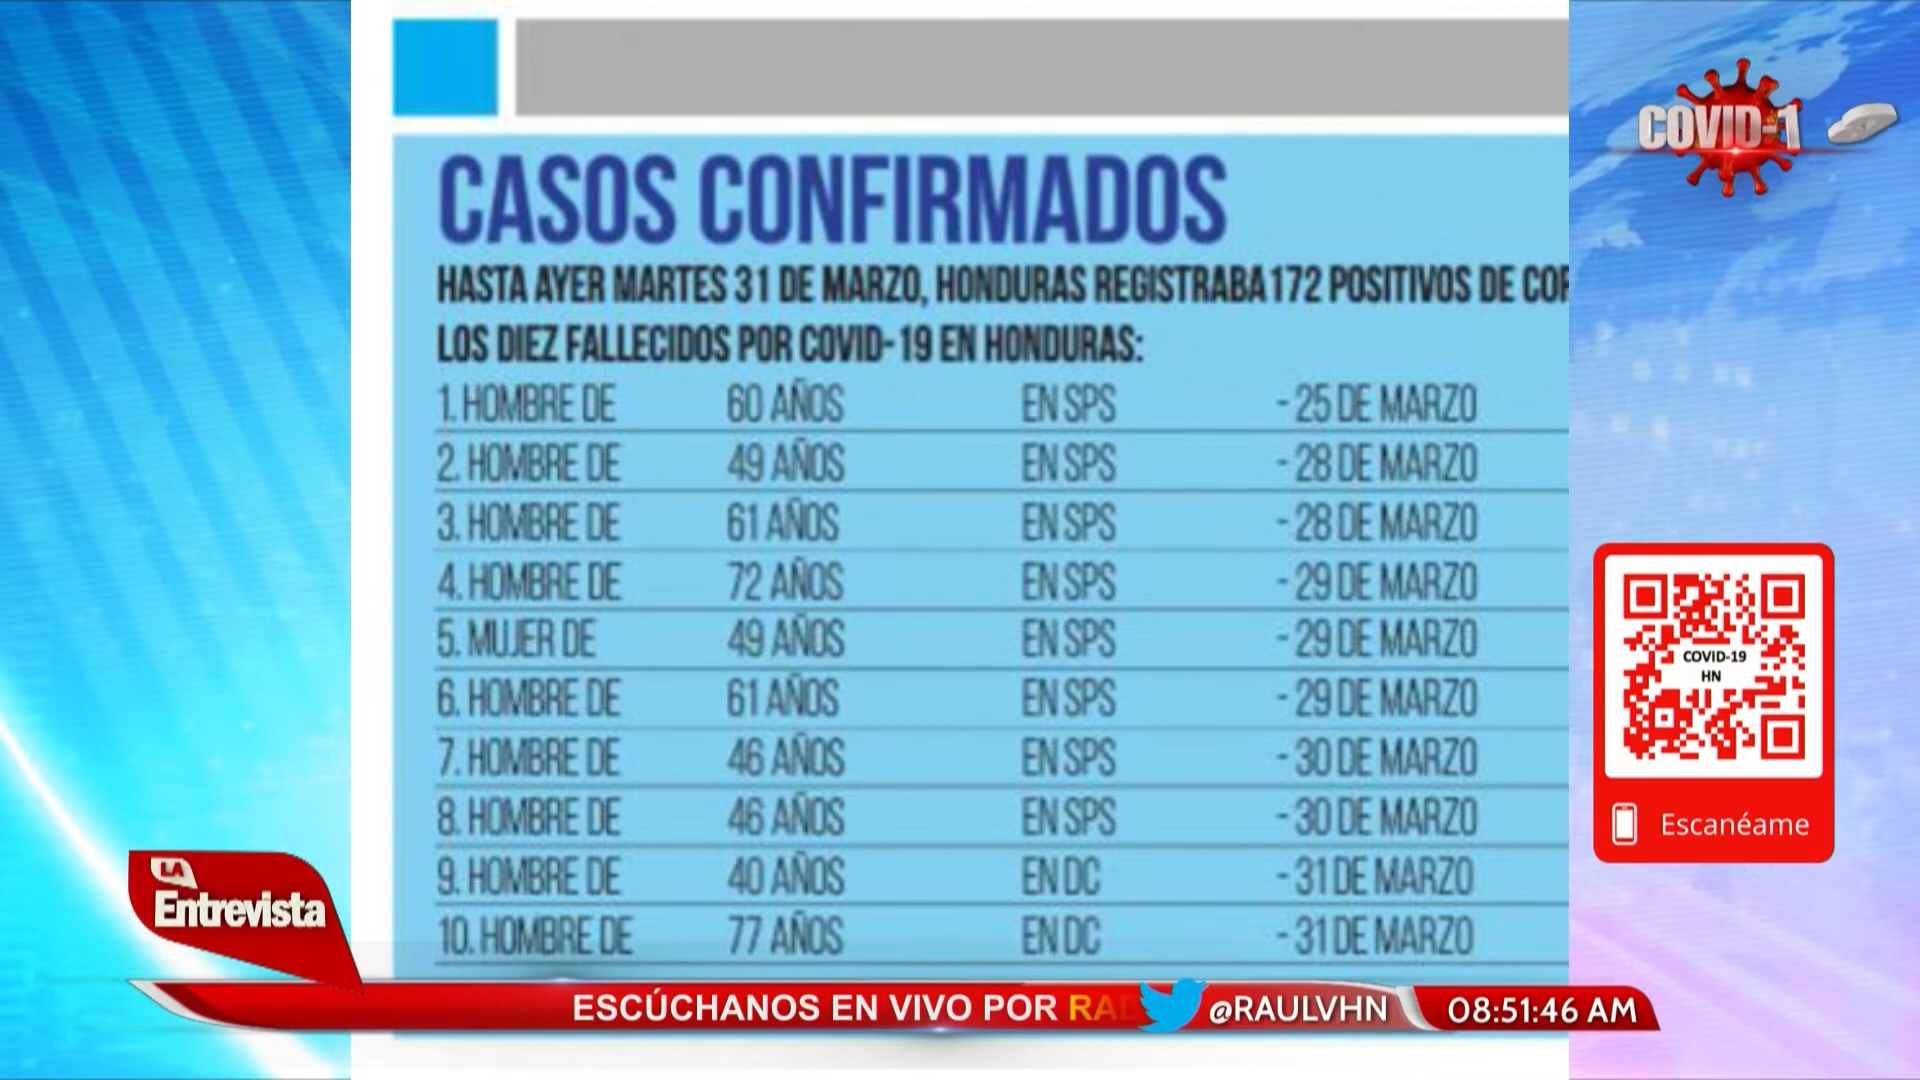 COVID-1
CASOS CONFIRMADOS
HASTA AYER MARTES 31 DE MARZO, HONDURAS REGISTRABA 172 POSITIVOS DE COR
LOS DIEZ FALLECIDOS POR COVID-19 EN HONDURAS:
1. HOMBRE DE 60 AÑOS EN SPS - 25 DE MARZO
2. HOMBRE DE 49 AÑOS EN SPS - 28 DE MARZO
3. HOMBRE DE 61 AÑOS EN SPS - 28 DE MARZO
4. HOMBRE DE 72 AÑOS EN SPS - 29 DE MARZO
5. MUJER DE 49 AÑOS EN SPS - 29 DE MARZO
6. HOMBRE DE 61 AÑOS EN SPS - 29 DE MARZO
7. HOMBRE DE 46 AÑOS EN SPS - 30 DE MARZO
8. HOMBRE DE 46 AÑOS EN SPS - 30 DE MARZO
9. HOMBRE DE 40 AÑOS EN DC - 31 DE MARZO
10. HOMBRE DE 77 AÑOS EN DC - 31 DE MARZO
COVID-19
HN
Escanéame
LA
Entrevista
ESCÚCHANOS EN VIVO POR RAD @RAULVHN 08:51:46 AM